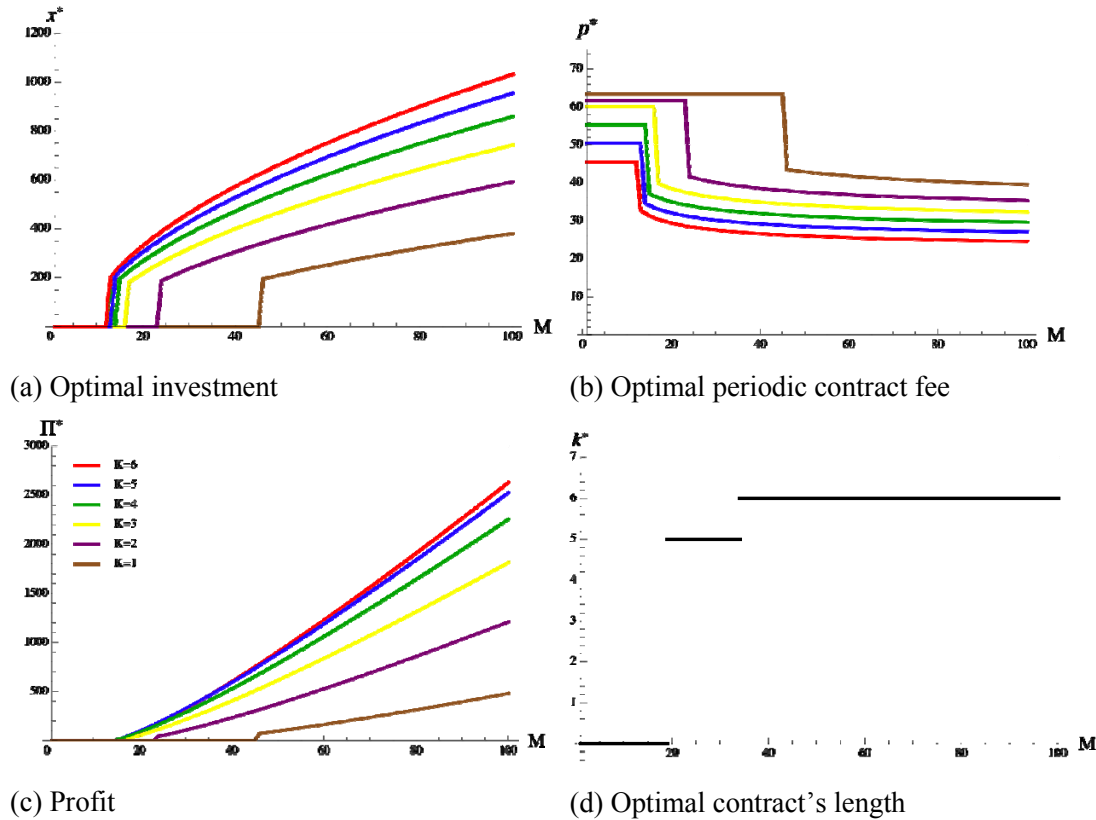 x*
1200
1000
800
600
400
200
0
20
40
60
80
100
M
(a) Optimal investment
p*
70
60
50
40
30
20
10
0
20
40
60
80
100
M
(b) Optimal periodic contract fee
Π*
3000
2500
2000
1500
1000
500
0
20
40
60
80
100
M
K=6
K=5
K=4
K=3
K=2
K=1
(c) Profit
k*
7
6
5
4
3
2
1
0
20
40
60
80
100
M
(d) Optimal contract’s length